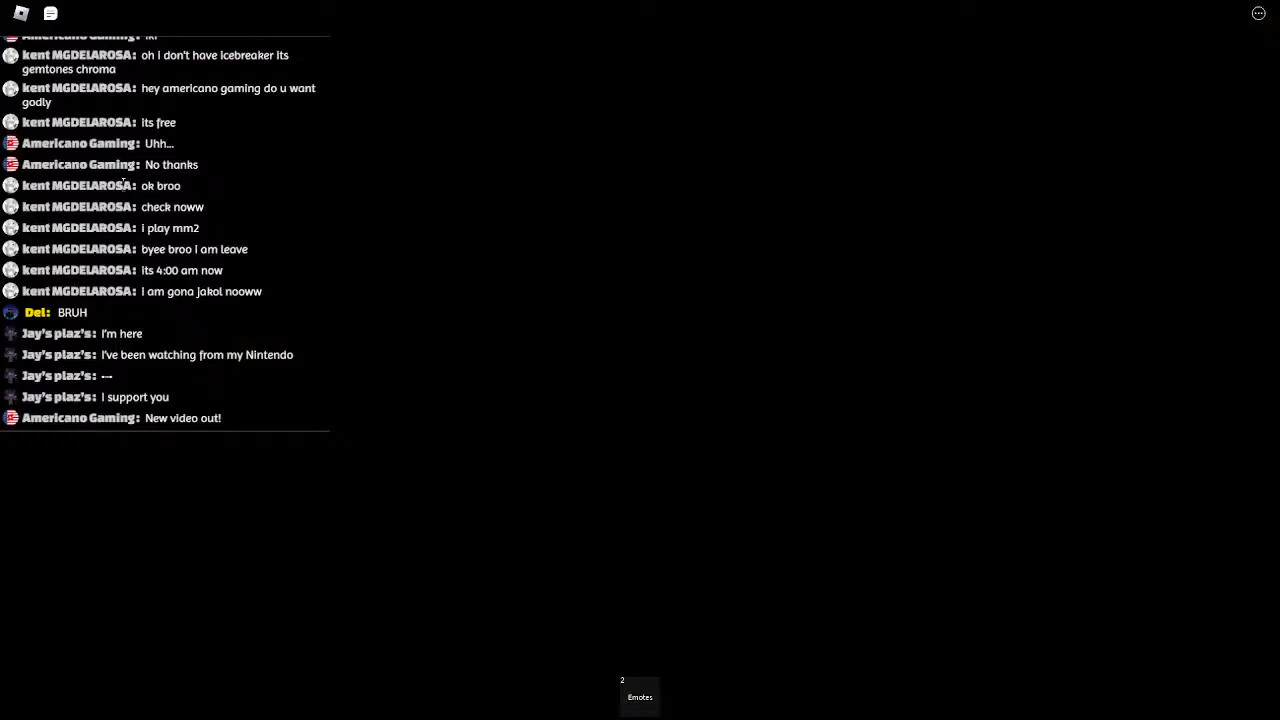 Americano Gaming:
kent MGDELAROSA: oh i don't have icebreaker its
gemtones chroma
kent MGDELAROSA: hey americano gaming do u want
godly
kent MGDELAROSA: its free
Americano Gaming: Uhh...
Americano Gaming: No thanks
kent MGDELAROSA: ok broo
kent MGDELAROSA: check noww
kent MGDELAROSA: i play mm2
kent MGDELAROSA: byee broo i am leave
kent MGDELAROSA: its 4:00 am now
kent MGDELAROSA: i am gona jakol nooww
Del: BRUH
Jay's plaz's: I'm here
Jay's plaz's: I've been watching from my Nintendo
Jay's plaz's: —
Jay's plaz's: I support you
Americano Gaming: New video out!
2
Emotes